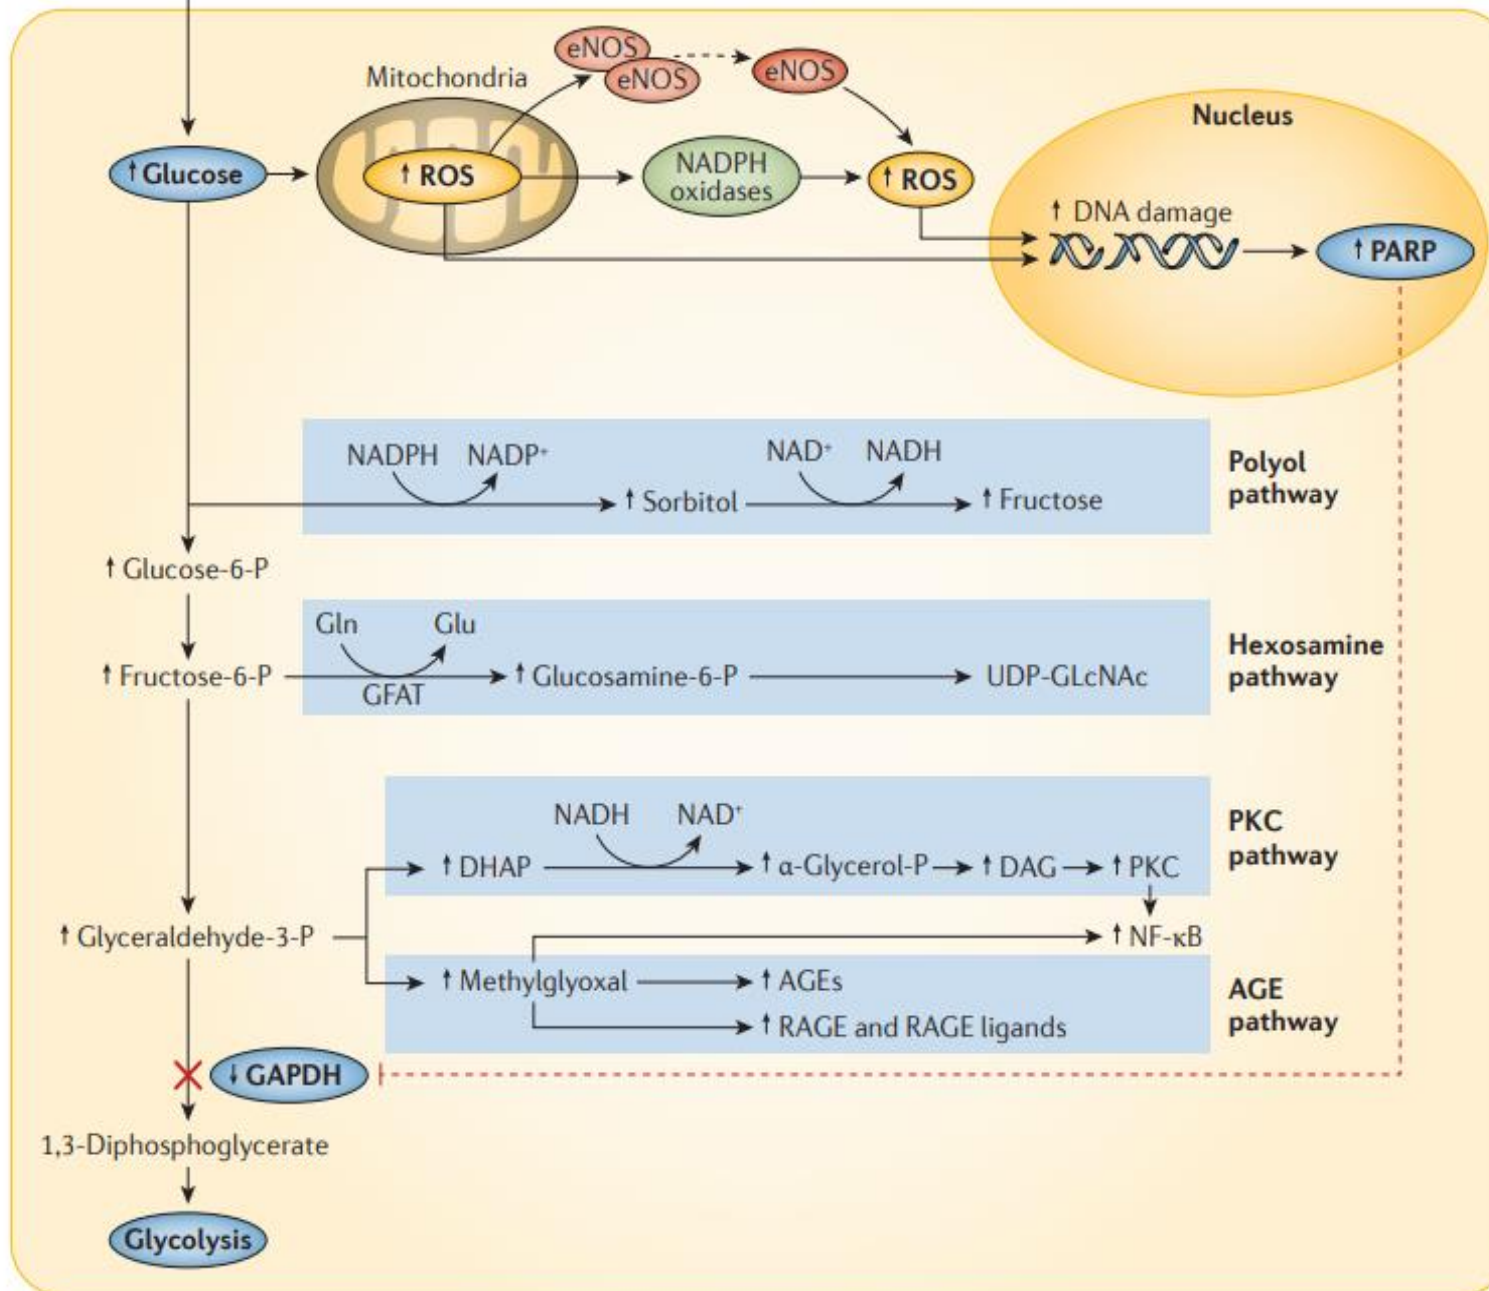 Mitochondria
eNOS
eNOS
eNOS
Nucleus
↑ Glucose
↑ ROS
NADPH
oxidases
↑ ROS
↑ DNA damage
↑ PARP
NADPH NADP⁺
NAD⁺ NADH
↑ Sorbitol
↑ Fructose
Polyol
pathway
↑ Glucose-6-P
Gln Glu
↑ Fructose-6-P
GFAT
↑ Glucosamine-6-P
UDP-GLcNAc
Hexosamine
pathway
NADH NAD⁺
↑ DHAP
↑ α-Glycerol-P
↑ DAG
↑ PKC
PKC
pathway
↑ Glyceraldehyde-3-P
↑ NF-κB
↑ Methylglyoxal
↑ AGEs
↑ RAGE and RAGE ligands
AGE
pathway
↓ GAPDH
1,3-Diphosphoglycerate
Glycolysis